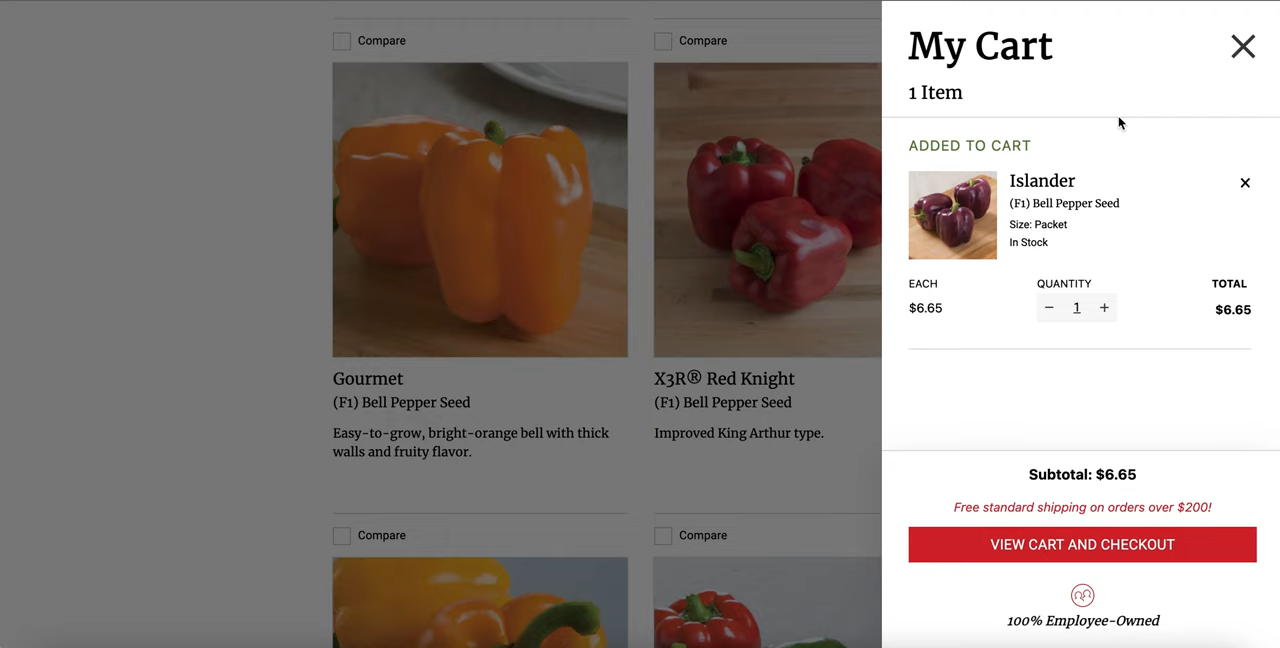 Compare
Compare
Gourmet
(F1) Bell Pepper Seed
Easy-to-grow, bright-orange bell with thick
walls and fruity flavor.
X3R® Red Knight
(F1) Bell Pepper Seed
Improved King Arthur type.
Compare
Compare
My Cart
1 Item
ADDED TO CART
Islander
(F1) Bell Pepper Seed
Size: Packet
In Stock
EACH
QUANTITY
TOTAL
$6.65
− 1 +
$6.65
Subtotal: $6.65
Free standard shipping on orders over $200!
VIEW CART AND CHECKOUT
100% Employee-Owned